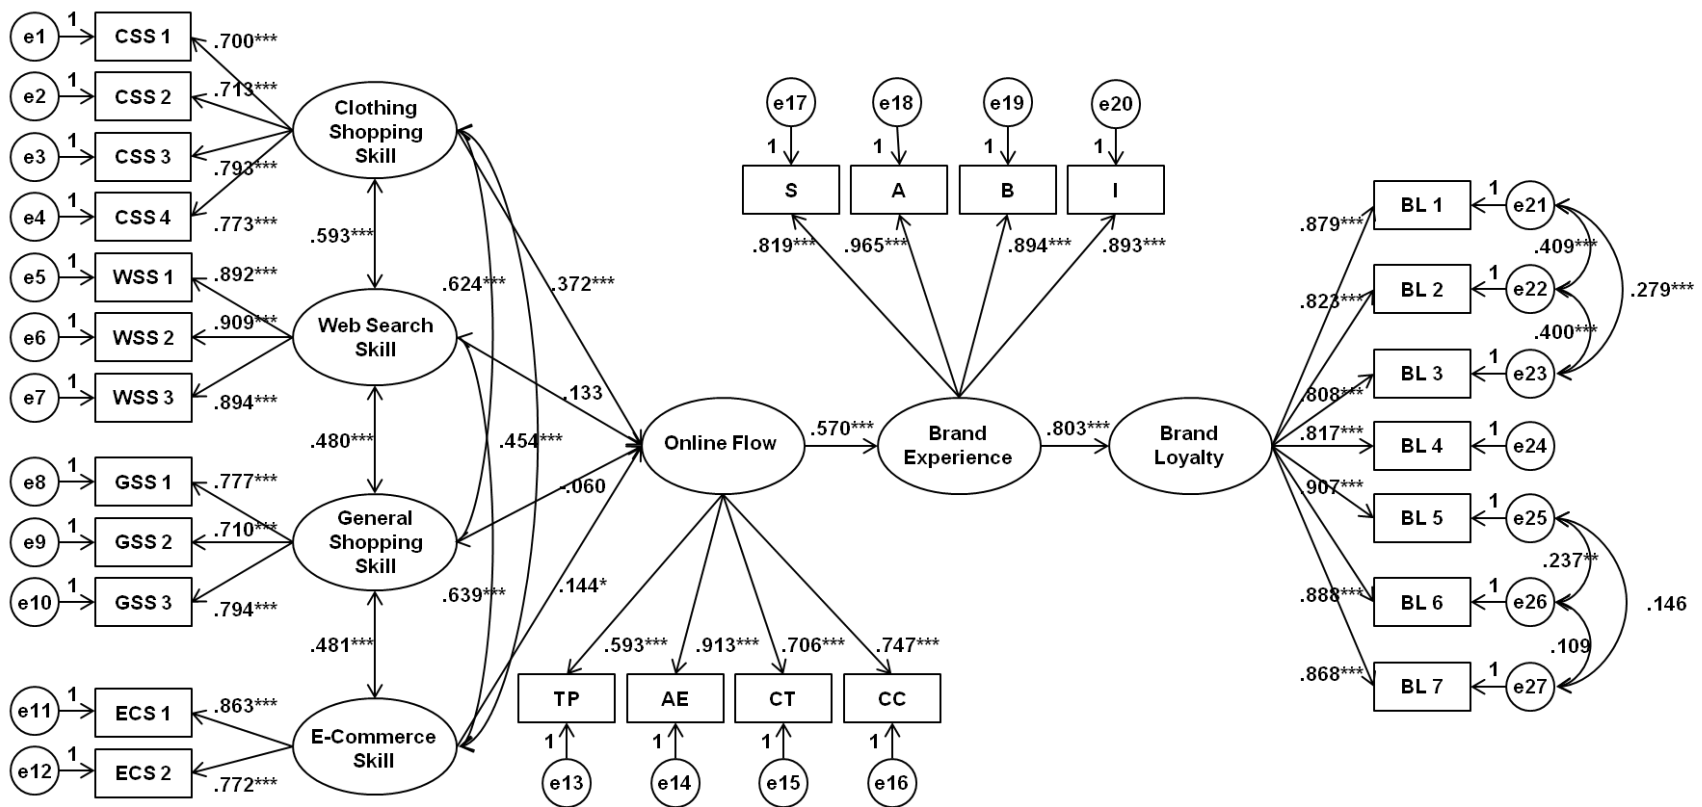 e1
1
CSS 1
.700***
e2
1
CSS 2
.713***
e3
1
CSS 3
.793***
e4
1
CSS 4
.773***
Clothing
Shopping
Skill
.593***
e5
1
WSS 1
.892***
e6
1
WSS 2
.909***
e7
1
WSS 3
.894***
Web Search
Skill
.480***
e8
1
GSS 1
.777***
e9
1
GSS 2
.710***
e10
1
GSS 3
.794***
General
Shopping
Skill
.481***
e11
1
ECS 1
.863***
e12
1
ECS 2
.772***
E-Commerce
Skill
.624***
.639***
.454***
.372***
.133
-.060
.144*
Online Flow
.570***
.593***
.913***
.706***
.747***
TP
AE
CT
CC
1
1
1
1
e13
e14
e15
e16
e17
e18
e19
e20
1
1
1
1
S
A
B
I
.819***
.965***
.894***
.893***
Brand
Experience
.803***
Brand
Loyalty
.879***
BL 1
1
e21
.409***
.823***
BL 2
1
e22
.279***
.400***
.808***
BL 3
1
e23
.817***
BL 4
1
e24
.907***
BL 5
1
e25
.237**
.888***
BL 6
1
e26
.146
.109
.868***
BL 7
1
e27